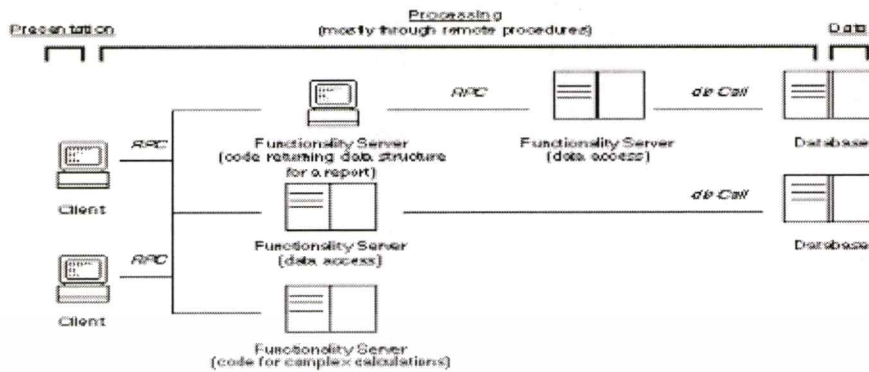 Processing
Presentation
(mostly through remote procedures)
Data
RPC
RPC
db Call
Functionality Server
(code returning data structure
for a report)
Functionality Server
(data access)
Database
Client
db Call
Functionality Server
(data access)
Database
RPC
Client
Functionality Server
(code for complex calculations)